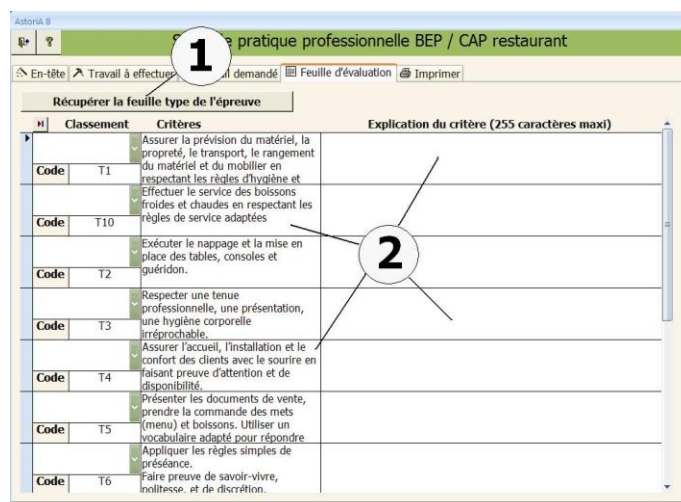 AstoriA 8
pratique professionnelle BEP / CAP restaurant
1
En-tête Travail à effectuer demandé Feuille d'évaluation Imprimer
Récupérer la feuille type de l'épreuve
Classement Critères Explication du critère (255 caractères maxi)
Assurer la prévision du matériel, la
propreté, le transport, le rangement
du matériel et du mobilier en
Code T1 respectant les règles d'hygiène et
Effectuer le service des boissons
froides et chaudes en respectant les
Code T10 règles de service adaptées
2
Exécuter le nappage et la mise en
place des tables, consoles et
Code T2 guéridon.
Respecter une tenue
professionnelle, une présentation,
Code T3 une hygiène corporelle
irréprochable.
Assurer l'accueil, l'installation et le
confort des clients avec le sourire en
Code T4 faisant preuve d'attention et de
disponibilité.
Présenter les documents de vente,
prendre la commande des mets
Code T5 (menu) et boissons. Utiliser un
vocabulaire adapté pour répondre
Appliquer les règles simples de
préséance.
Code T6 Faire preuve de savoir-vivre,
politesse, et de discrétion.